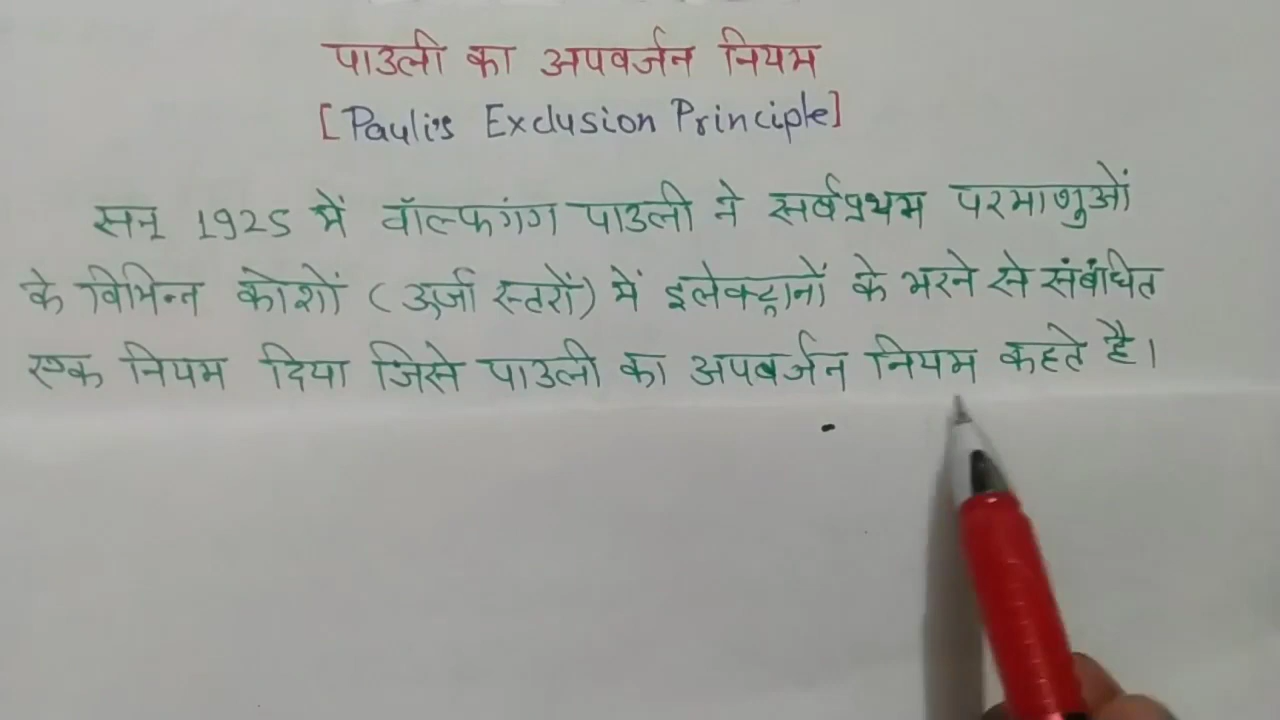 पाउली का अपवर्जन नियम
[Pauli's Exclusion Principle]
सन् 1925 में वॉल्फगंग पाउली ने सर्वप्रथम परमाणुओं
के विभिन्न कोशों (ऊर्जा स्तरों) में इलेक्ट्रानों के भरने से संबंधित
एक नियम दिया जिसे पाउली का अपवर्जन नियम कहते है।